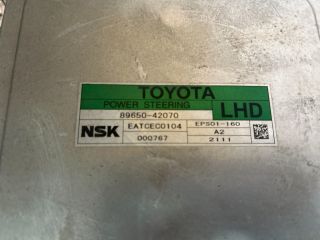 TOYOTA
POWER STEERING LHD
89650-42070
NSK EATCEC0104 EPS01-160
A2
000767 2111